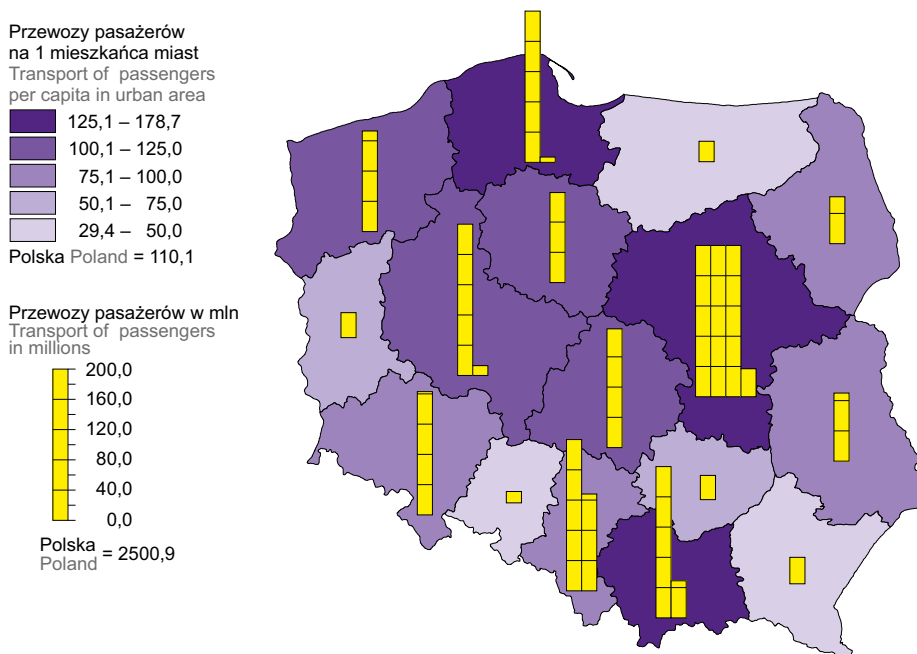 Przewozy pasażerów
na 1 mieszkańca miast
Transport of passengers
per capita in urban area
125,1 – 178,7
100,1 – 125,0
75,1 – 100,0
50,1 – 75,0
29,4 – 50,0
Polska Poland = 110,1
Przewozy pasażerów w mln
Transport of passengers
in millions
200,0
160,0
120,0
80,0
40,0
0,0
Polska
Poland = 2500,9